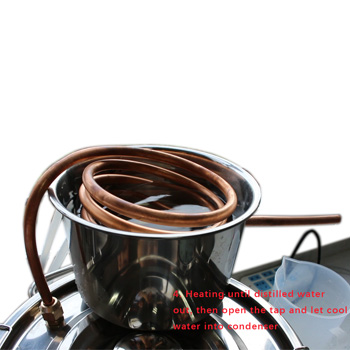 4. Heating until distilled water
out, then open the tap and let cool
water into condenser